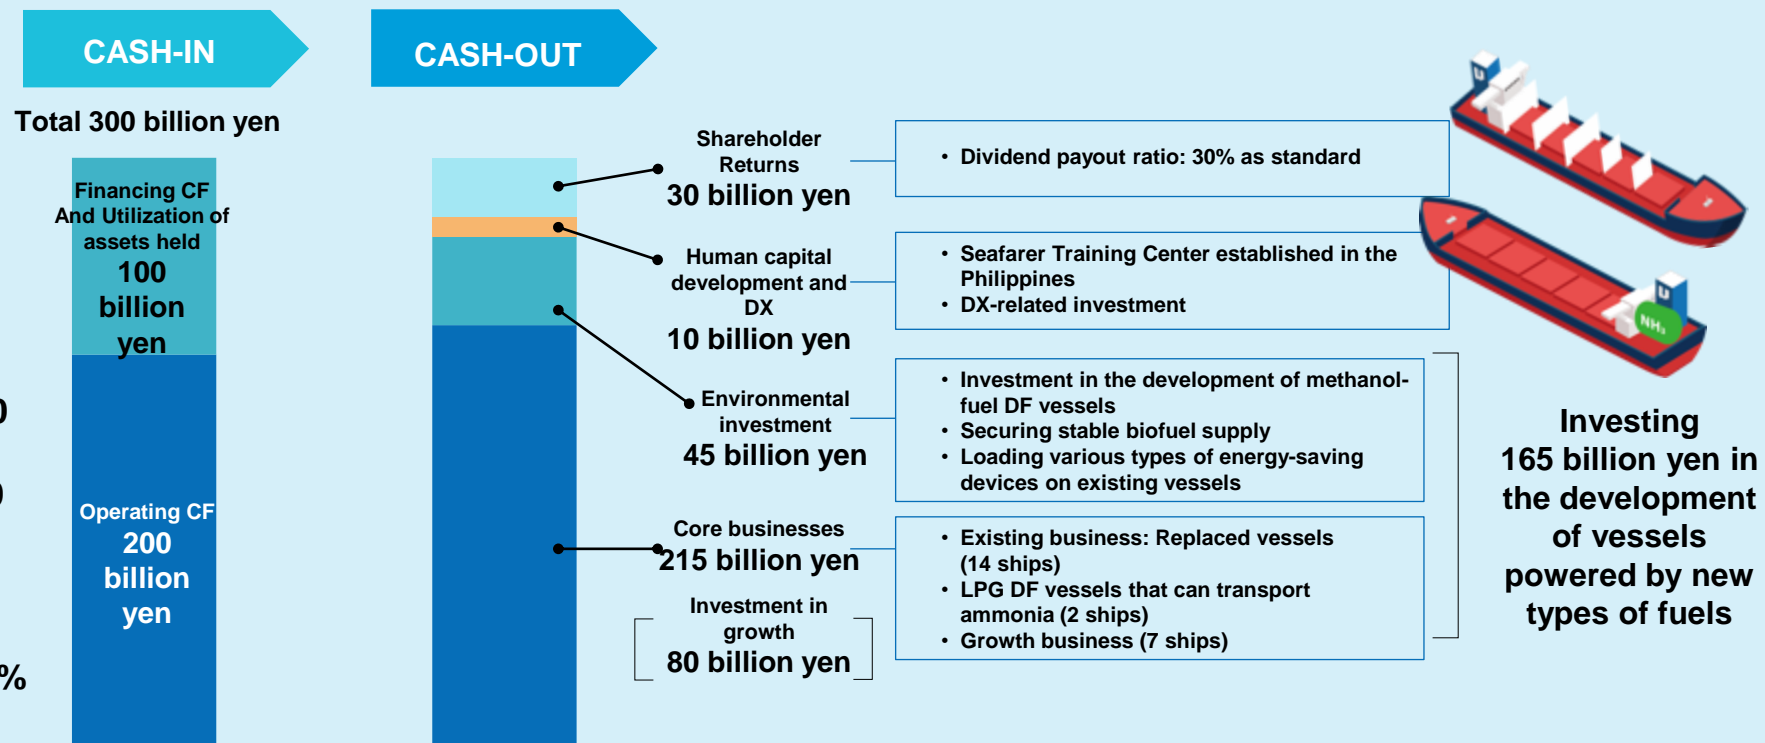 CASH-IN
CASH-OUT
Total 300 billion yen
Financing CF
And Utilization of
assets held
100
billion
yen
Operating CF
200
billion
yen
0
0
%
Shareholder
Returns
30 billion yen
• Dividend payout ratio: 30% as standard
Human capital
development and
DX
10 billion yen
• Seafarer Training Center established in the
Philippines
• DX-related investment
Environmental
investment
45 billion yen
• Investment in the development of methanol-
fuel DF vessels
• Securing stable biofuel supply
• Loading various types of energy-saving
devices on existing vessels
Core businesses
215 billion yen
Investment in
growth
80 billion yen
• Existing business: Replaced vessels
(14 ships)
• LPG DF vessels that can transport
ammonia (2 ships)
• Growth business (7 ships)
U
U
NH₃
Investing
165 billion yen in
the development
of vessels
powered by new
types of fuels